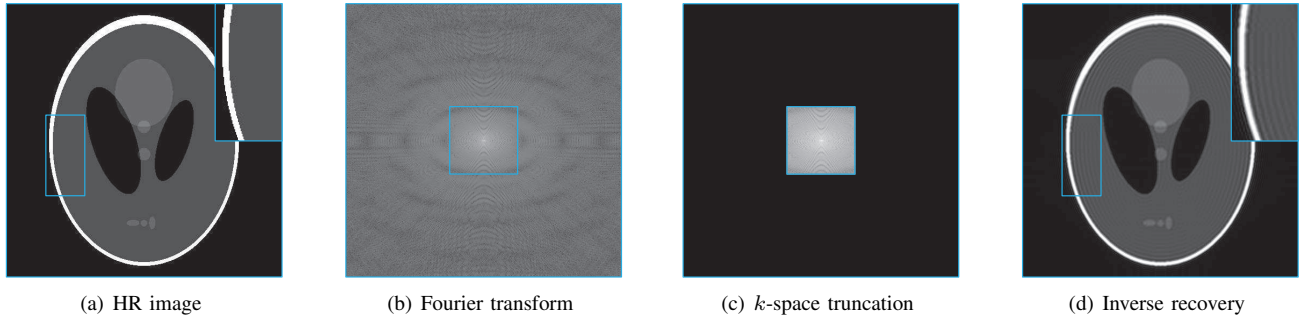 (a) HR image
(b) Fourier transform
(c) k-space truncation
(d) Inverse recovery